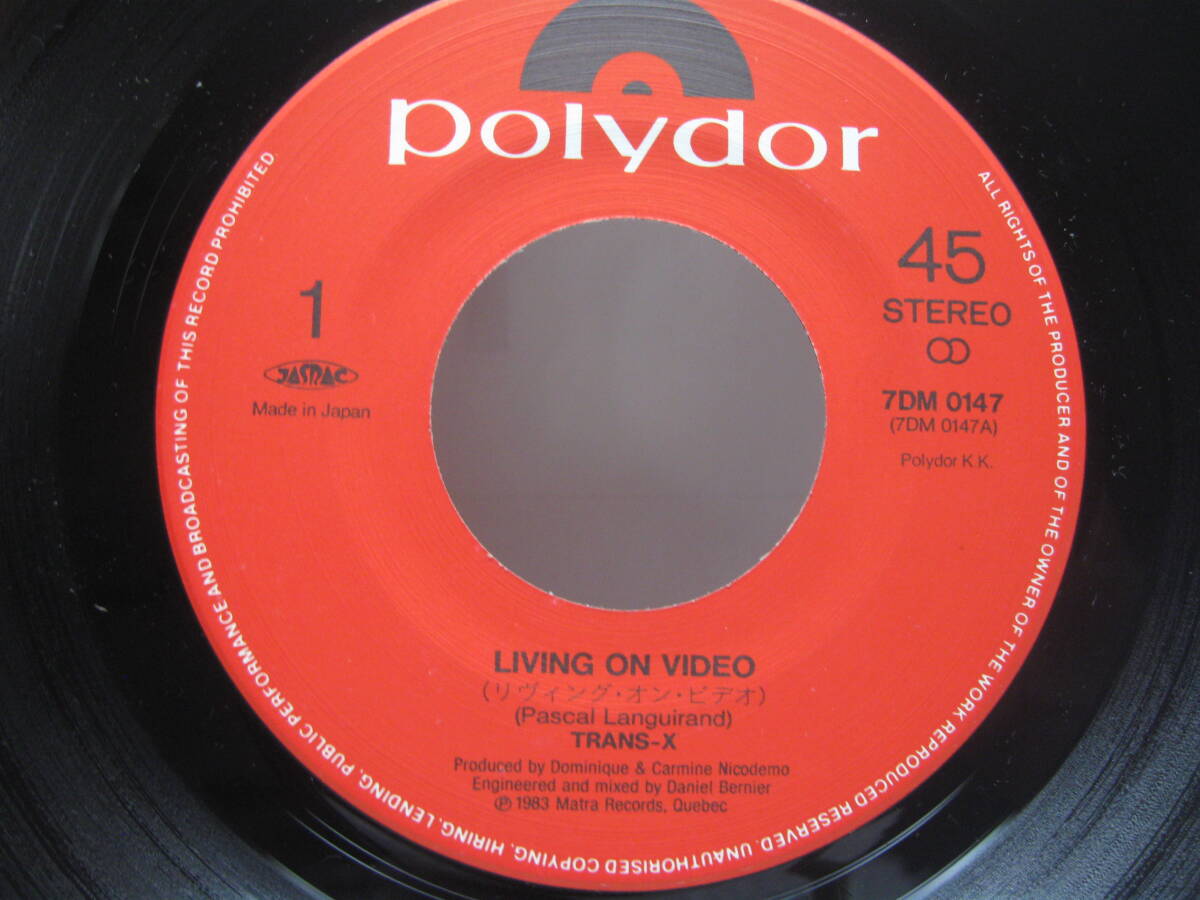 polydor
1
JASRAC
Made in Japan
45
STEREO
7DM 0147
(7DM 0147A)
Polydor K.K.
LIVING ON VIDEO
(リヴィング・オン・ビデオ)
(Pascal Languirand)
TRANS-X
Produced by Dominique & Carmine Nicodemo
Engineered and mixed by Daniel Bernier
℗ 1983 Matra Records, Quebec
ALL RIGHTS OF THE PRODUCER AND OF THE OWNER OF THE WORK REPRODUCED RESERVED. UNAUTHORISED COPYING, HIRING, LENDING, PUBLIC PERFORMANCE AND BROADCASTING OF THIS RECORD PROHIBITED.